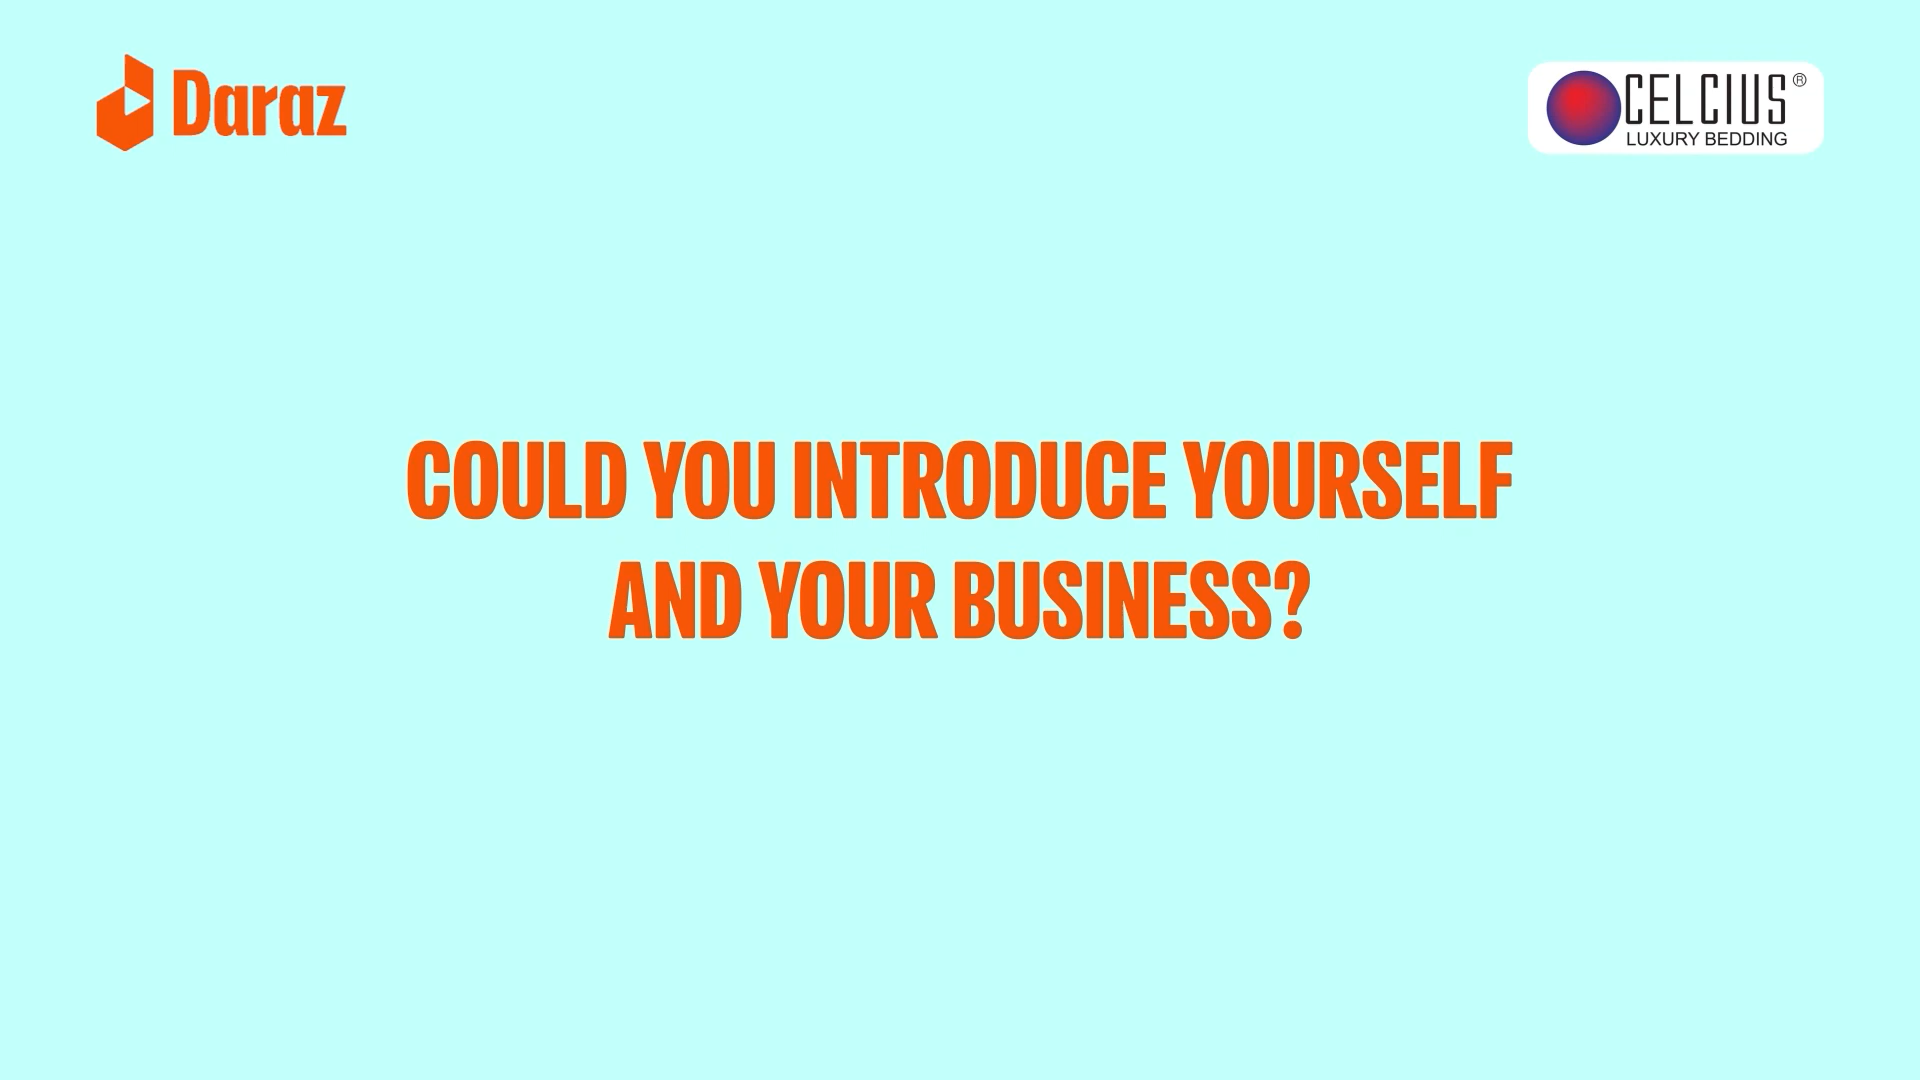 Daraz
CELCIUS®
LUXURY BEDDING
COULD YOU INTRODUCE YOURSELF
AND YOUR BUSINESS?